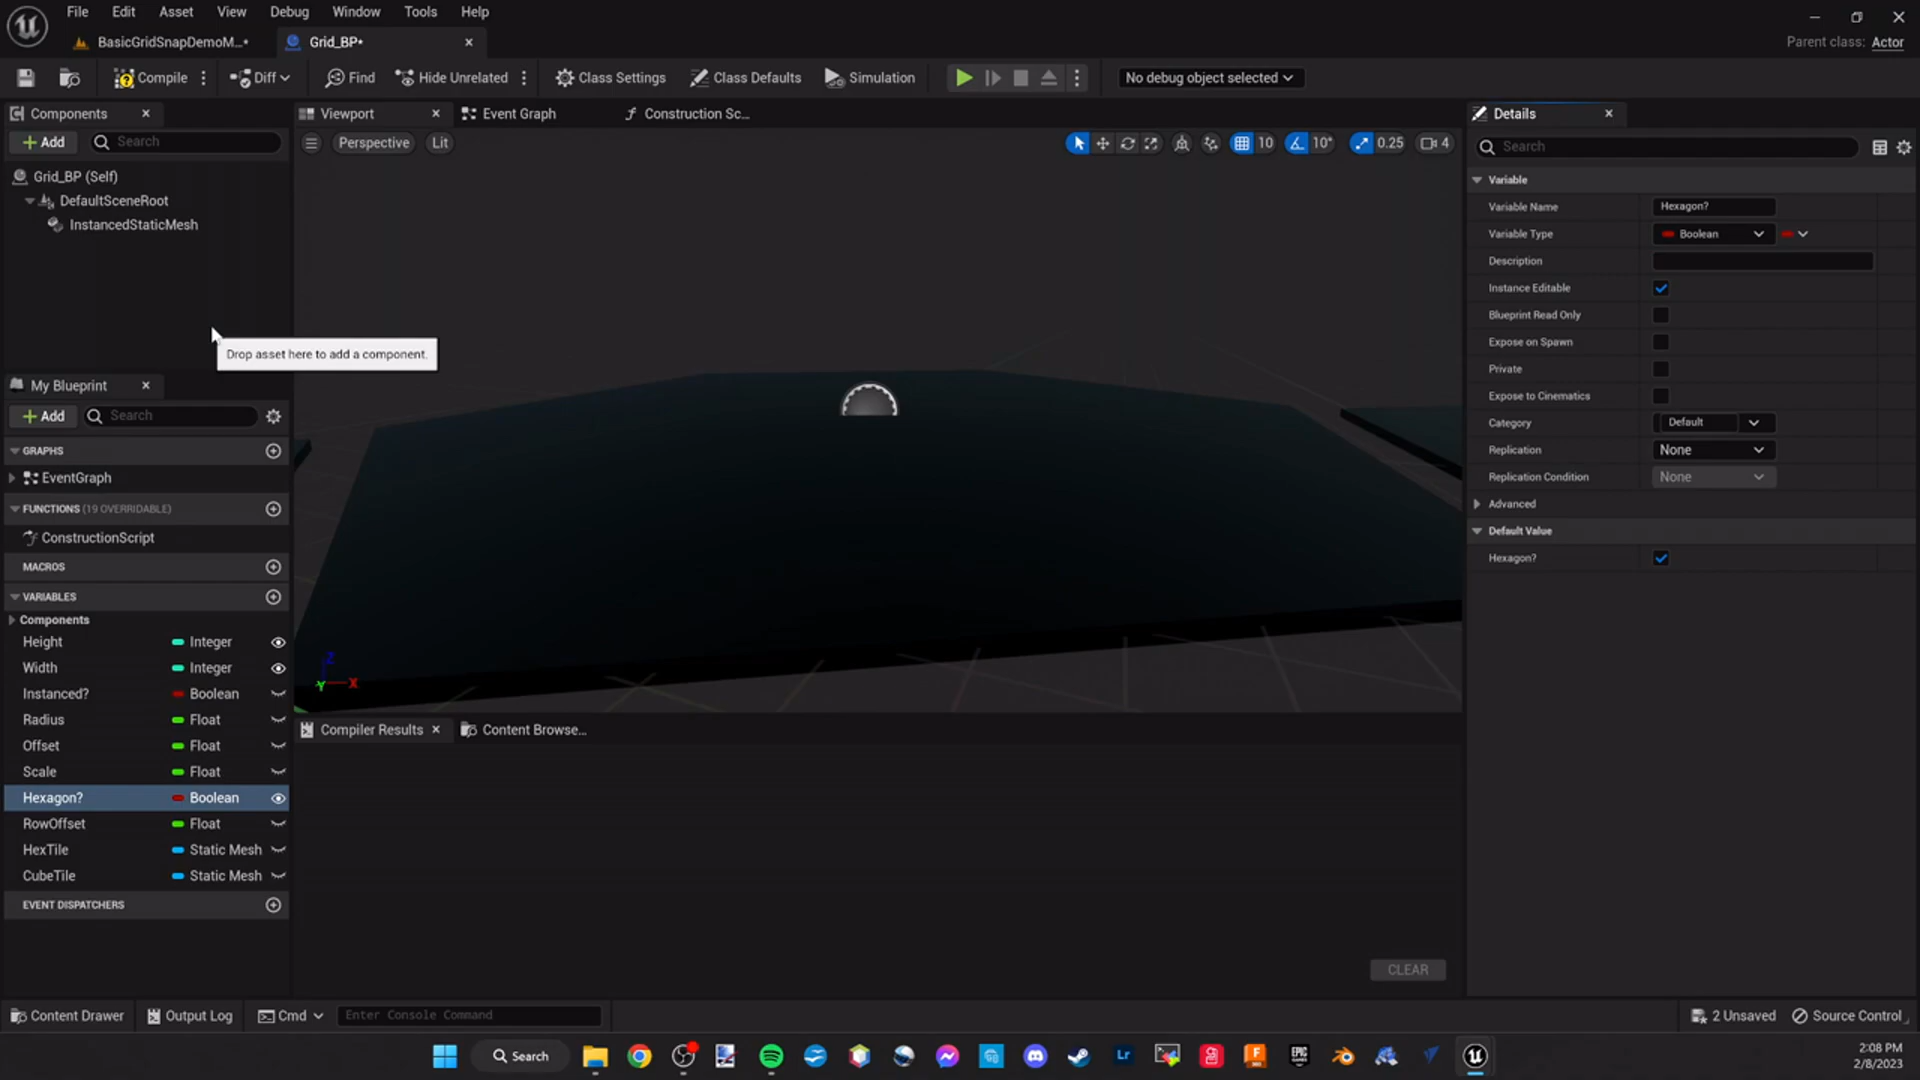 File Edit Asset View Debug Window Tools Help
BasicGridSnapDemoM...*
Grid_BP*
Parent class: Actor
Compile
Diff
Find
Hide Unrelated
Class Settings
Class Defaults
Simulation
No debug object selected
Components
Viewport
Event Graph
Construction Sc...
Details
Add
Search
Perspective
Lit
10
10°
0.25
4
Search
Grid_BP (Self)
DefaultSceneRoot
InstancedStaticMesh
Drop asset here to add a component.
Variable
Variable Name Hexagon?
Variable Type Boolean
Description
Instance Editable
Blueprint Read Only
Expose on Spawn
Private
Expose to Cinematics
Category Default
Replication None
Replication Condition None
Advanced
Default Value
Hexagon?
My Blueprint
Add
Search
GRAPHS
EventGraph
FUNCTIONS (19 OVERRIDABLE)
ConstructionScript
MACROS
VARIABLES
Components
Height Integer
Width Integer
Instanced? Boolean
Radius Float
Offset Float
Scale Float
Hexagon? Boolean
RowOffset Float
HexTile Static Mesh
CubeTile Static Mesh
EVENT DISPATCHERS
Z
Y
X
Compiler Results
Content Browse...
CLEAR
Content Drawer
Output Log
Cmd
Enter Console Command
2 Unsaved
Source Control
Search
Lr
F
EPIC
2:08 PM
2/8/2023